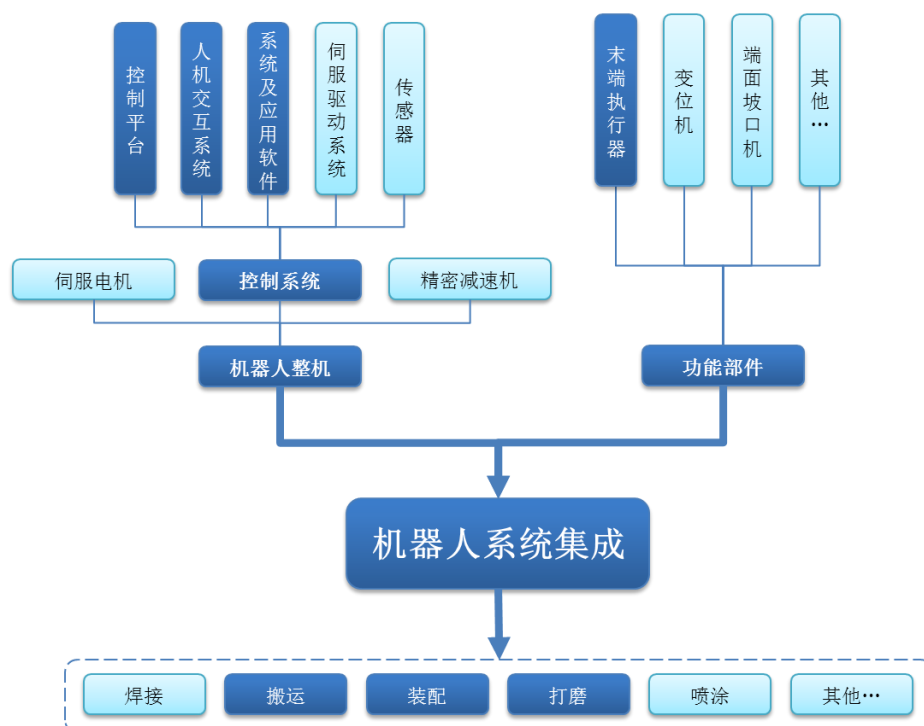 控制平台
人机交互系统
系统及应用软件
伺服驱动系统
传感器
末端执行器
变位机
端面坡口机
其他…
伺服电机
控制系统
精密减速机
机器人整机
功能部件
机器人系统集成
焊接
搬运
装配
打磨
喷涂
其他…